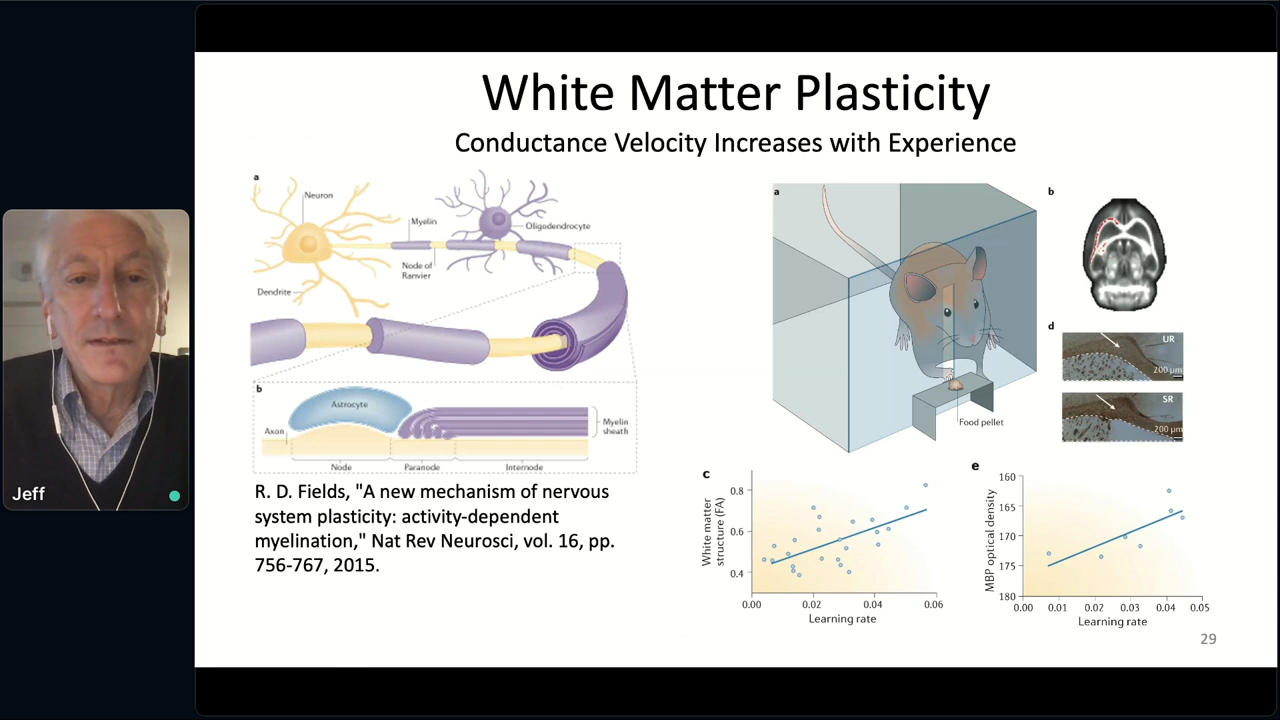 White Matter Plasticity
Conductance Velocity Increases with Experience
a
Neuron
Myelin
Oligodendrocyte
Node of
Ranvier
Dendrite
b
Astrocyte
Axon
Myelin
sheath
Node
Paranode
Internode
R. D. Fields, "A new mechanism of nervous
system plasticity: activity-dependent
myelination," Nat Rev Neurosci, vol. 16, pp.
756-767, 2015.
a
Food pellet
b
d
UR
200 µm
SR
200 µm
c
White matter
structure (FA)
0.8
0.6
0.4
0.00 0.02 0.04 0.06
Learning rate
e
MBP optical density
160
165
170
175
180
0.00 0.01 0.02 0.03 0.04 0.05
Learning rate
29
Jeff